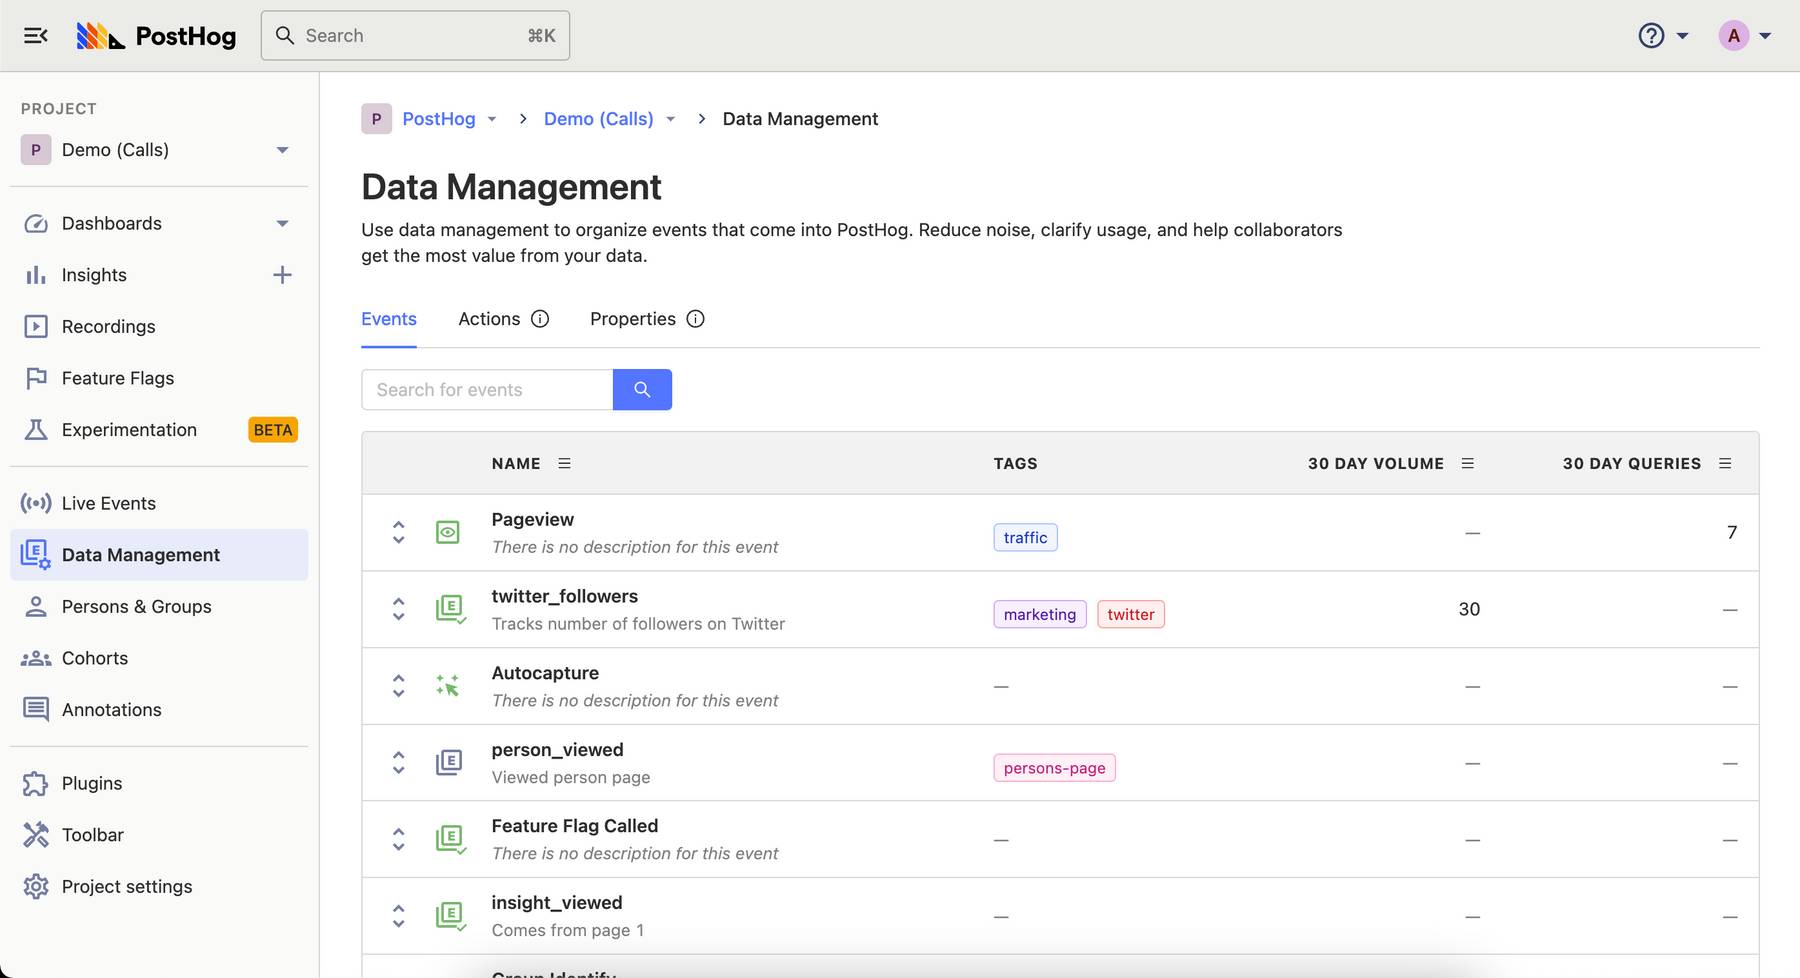 PostHog
Search ⌘K
A
PROJECT
P Demo (Calls)
Dashboards
Insights
Recordings
Feature Flags
Experimentation BETA
Live Events
Data Management
Persons & Groups
Cohorts
Annotations
Plugins
Toolbar
Project settings
P PostHog Demo (Calls) Data Management
Data Management
Use data management to organize events that come into PostHog. Reduce noise, clarify usage, and help collaborators
get the most value from your data.
Events Actions Properties
Search for events
NAME TAGS 30 DAY VOLUME 30 DAY QUERIES
Pageview
There is no description for this event
traffic — 7
twitter_followers
Tracks number of followers on Twitter
marketing twitter 30 —
Autocapture
There is no description for this event
— — —
person_viewed
Viewed person page
persons-page — —
Feature Flag Called
There is no description for this event
— — —
insight_viewed
Comes from page 1
— — —
Group Identify